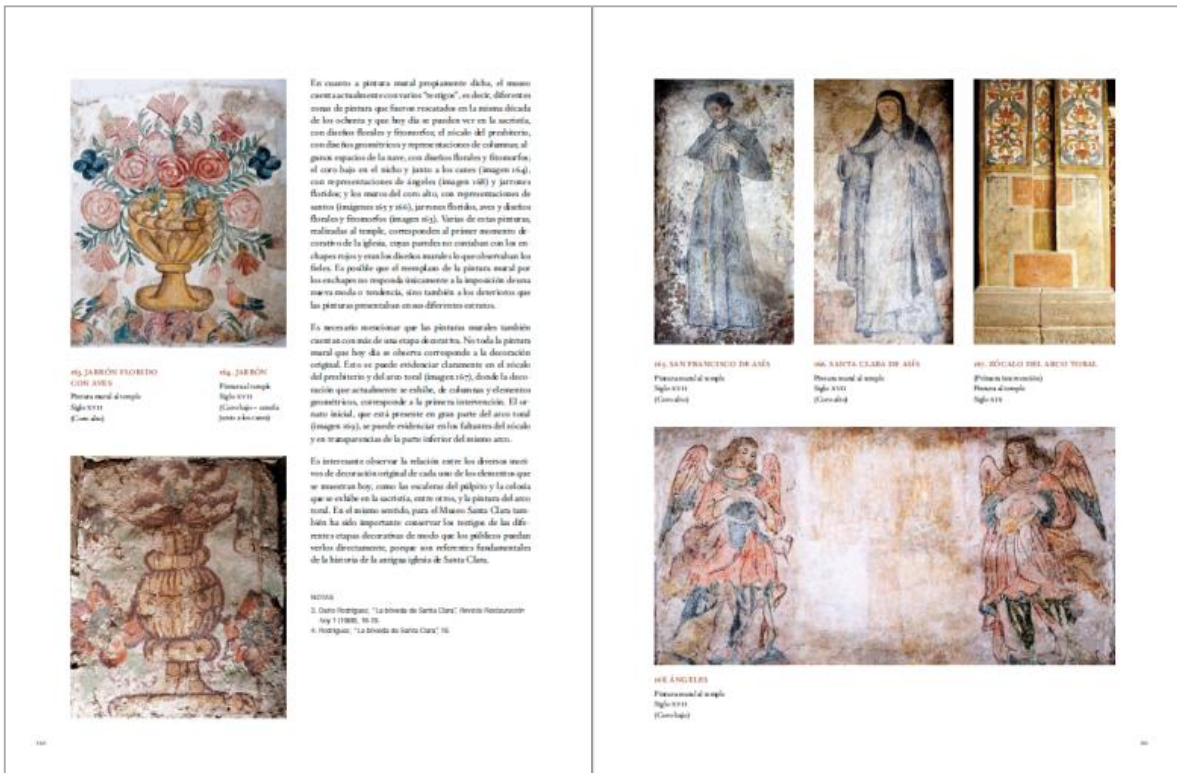 En cuanto a pintura mural propiamente dicha, el museo
cuenta actualmente con varios "testigos", es decir, diferentes
zonas de pintura que fueron rescatados en la misma década
de los ochenta y que hoy día se pueden ver en la sacristía,
con diseños florales y fitomorfos; el zócalo del presbiterio,
con diseños geométricos y representaciones de columnas; al-
gunos espacios de la nave, con diseños florales y fitomorfos;
el coro bajo en el nicho y junto a los canes (imagen 164),
con representaciones de ángeles (imagen 168) y jarrones
floridos; y los muros del coro alto, con representaciones de
santos (imágenes 165 y 166), jarrones floridos, aves y diseños
florales y fitomorfos (imagen 163). Varias de estas pinturas,
realizadas al temple, corresponden al primer momento de-
corativo de la iglesia, cuyas paredes no contaban con los en-
chapes rojos y eran los diseños murales lo que observaban los
fieles. Es posible que el reemplazo de la pintura mural por
los enchapes no responda únicamente a la imposición de una
nueva moda o tendencia, sino también a los deterioros que
las pinturas presentaban en sus diferentes estratos.
Es necesario mencionar que las pinturas murales también
cuentan con más de una etapa decorativa. No toda la pintura
mural que hoy día se observa corresponde a la decoración
original. Esto se puede evidenciar claramente en el zócalo
del presbiterio y del arco toral (imagen 167), donde la deco-
ración que actualmente se exhibe, de columnas y elementos
geométricos, corresponde a la primera intervención. El or-
nato inicial, que está presente en gran parte del arco toral
(imagen 169), se puede evidenciar en los faltantes del zócalo
y en transparencias de la parte inferior del mismo arco.
Es interesante observar la relación entre los diversos moti-
vos de decoración original de cada uno de los elementos que
se muestran hoy, como las escaleras del púlpito y la celosía
que se exhibe en la sacristía, entre otros, y la pintura del arco
toral. En el mismo sentido, para el Museo Santa Clara tam-
bién ha sido importante conservar los testigos de las dife-
rentes etapas decorativas de modo que los públicos puedan
verlos directamente, porque son referentes fundamentales
de la historia de la antigua iglesia de Santa Clara.
NOTAS
3. Darío Rodríguez, "La bóveda de Santa Clara", Revista Restauración
hoy 1
4. Rodríguez, "La bóveda de Santa Clara",
163. JARRÓN FLORIDO
CON AVES
Pintura mural al temple
Siglo XVII
(Coro alto)
164. JARRÓN
Pintura al temple
Siglo XVII
(Coro bajo –
junto a los canes)
165. SAN FRANCISCO DE ASÍS
Pintura mural al temple
Siglo XVII
(Coro alto)
166. SANTA CLARA DE ASÍS
Pintura mural al temple
Siglo XVII
(Coro alto)
167. ZÓCALO DEL ARCO TORAL
(Primera intervención)
Pintura al temple
Siglo XIX
168. ÁNGELES
Pintura mural al temple
Siglo XVII
(Coro bajo)